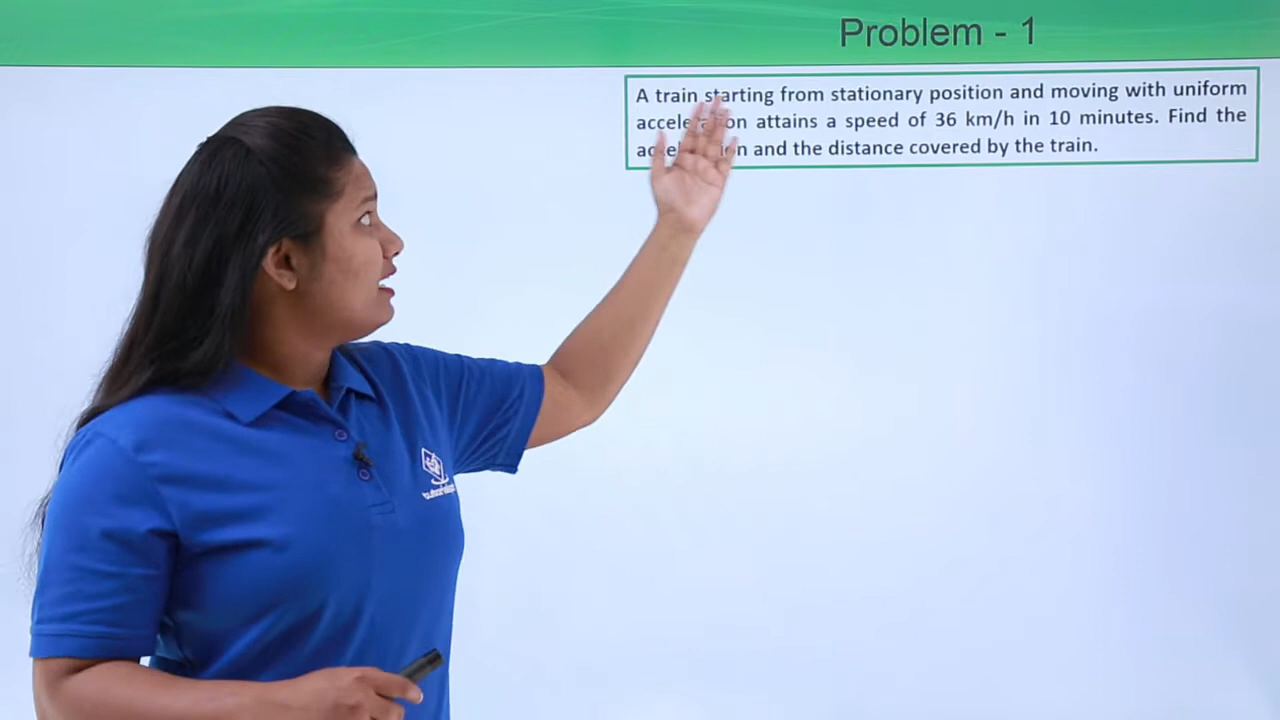 Problem - 1
A train starting from stationary position and moving with uniform
acceleration attains a speed of 36 km/h in 10 minutes. Find the
and the distance covered by the train.